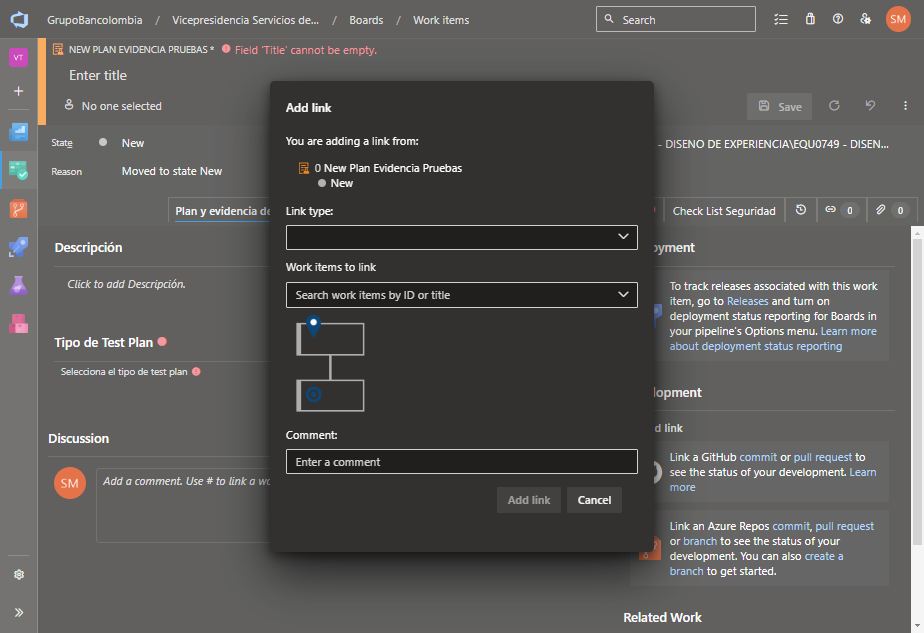 GrupoBancolombia / Vicepresidencia Servicios de... / Boards / Work items
Search
SM
VT
NEW PLAN EVIDENCIA PRUEBAS * Field 'Title' cannot be empty.
Enter title
No one selected
Save
State New
Reason Moved to state New
- DISENO DE EXPERIENCIA\EQU0749 - DISEN...
Plan y evidencia de
Check List Seguridad
0
0
Descripción
Click to add Descripción.
Tipo de Test Plan
Selecciona el tipo de test plan
Discussion
SM
Add a comment. Use # to link a wo
Add link
You are adding a link from:
0 New Plan Evidencia Pruebas
New
Link type:
Work items to link
Search work items by ID or title
Comment:
Enter a comment
Add link
Cancel
oyment
To track releases associated with this work
item, go to Releases and turn on
deployment status reporting for Boards in
your pipeline's Options menu. Learn more
about deployment status reporting
lopment
d link
Link a GitHub commit or pull request to
see the status of your development. Learn
more
Link an Azure Repos commit, pull request
or branch to see the status of your
development. You can also create a
branch to get started.
Related Work